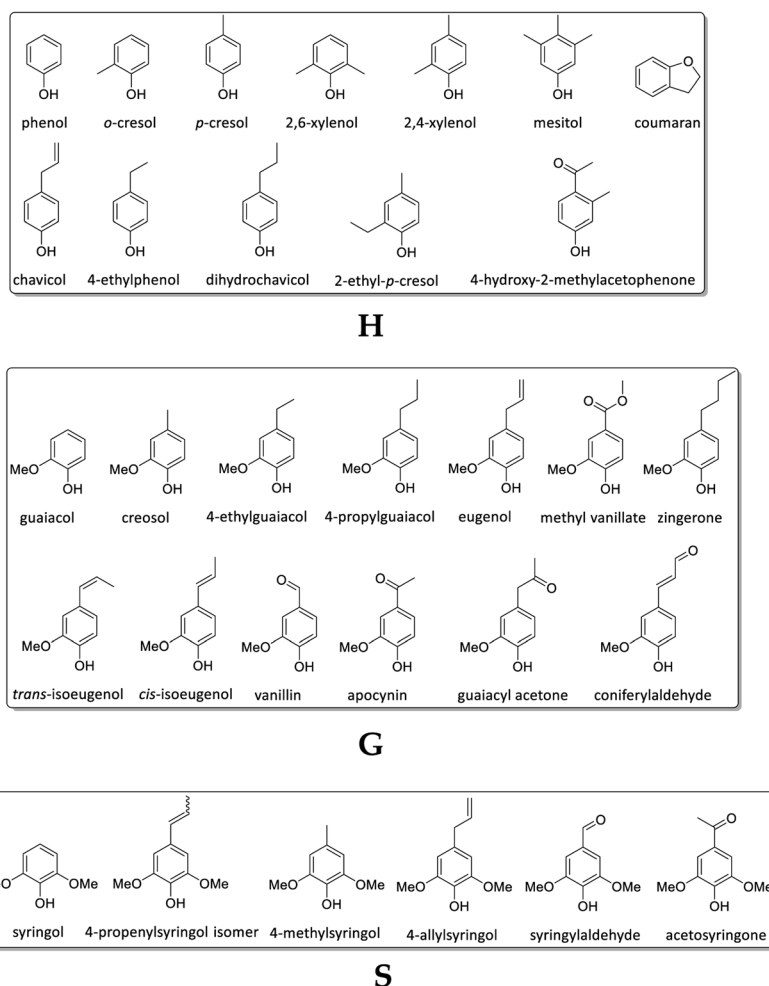 O
OH OH OH OH OH OH
phenol o-cresol p-cresol 2,6-xylenol 2,4-xylenol mesitol coumaran
O
OH OH OH OH OH
chavicol 4-ethylphenol dihydrochavicol 2-ethyl-p-cresol 4-hydroxy-2-methylacetophenone
H
O O
MeO MeO MeO MeO MeO MeO MeO
OH OH OH OH OH OH OH
guaiacol creosol 4-ethylguaiacol 4-propylguaiacol eugenol methyl vanillate zingerone
O O O O
MeO MeO MeO MeO MeO MeO
OH OH OH OH OH OH
trans-isoeugenol cis-isoeugenol vanillin apocynin guaiacyl acetone coniferylaldehyde
G
O O
O OMe MeO OMe MeO OMe MeO OMe MeO OMe MeO OMe
OH OH OH OH OH OH
syringol 4-propenylsyringol isomer 4-methylsyringol 4-allylsyringol syringylaldehyde acetosyringone
S